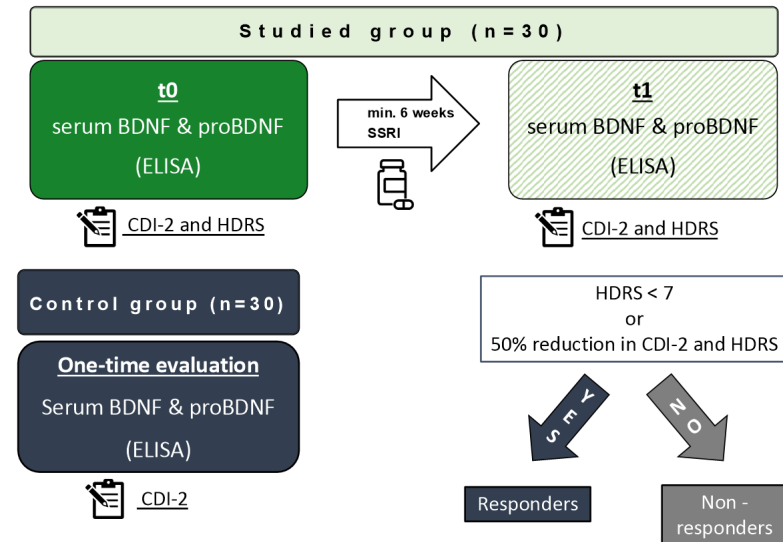 Studied group (n=30)
t0
serum BDNF & proBDNF
(ELISA)
CDI-2 and HDRS
min. 6 weeks
SSRI
t1
serum BDNF & proBDNF
(ELISA)
CDI-2 and HDRS
Control group (n=30)
One-time evaluation
Serum BDNF & proBDNF
(ELISA)
CDI-2
HDRS < 7
or
50% reduction in CDI-2 and HDRS
YES
NO
Responders
Non -
responders